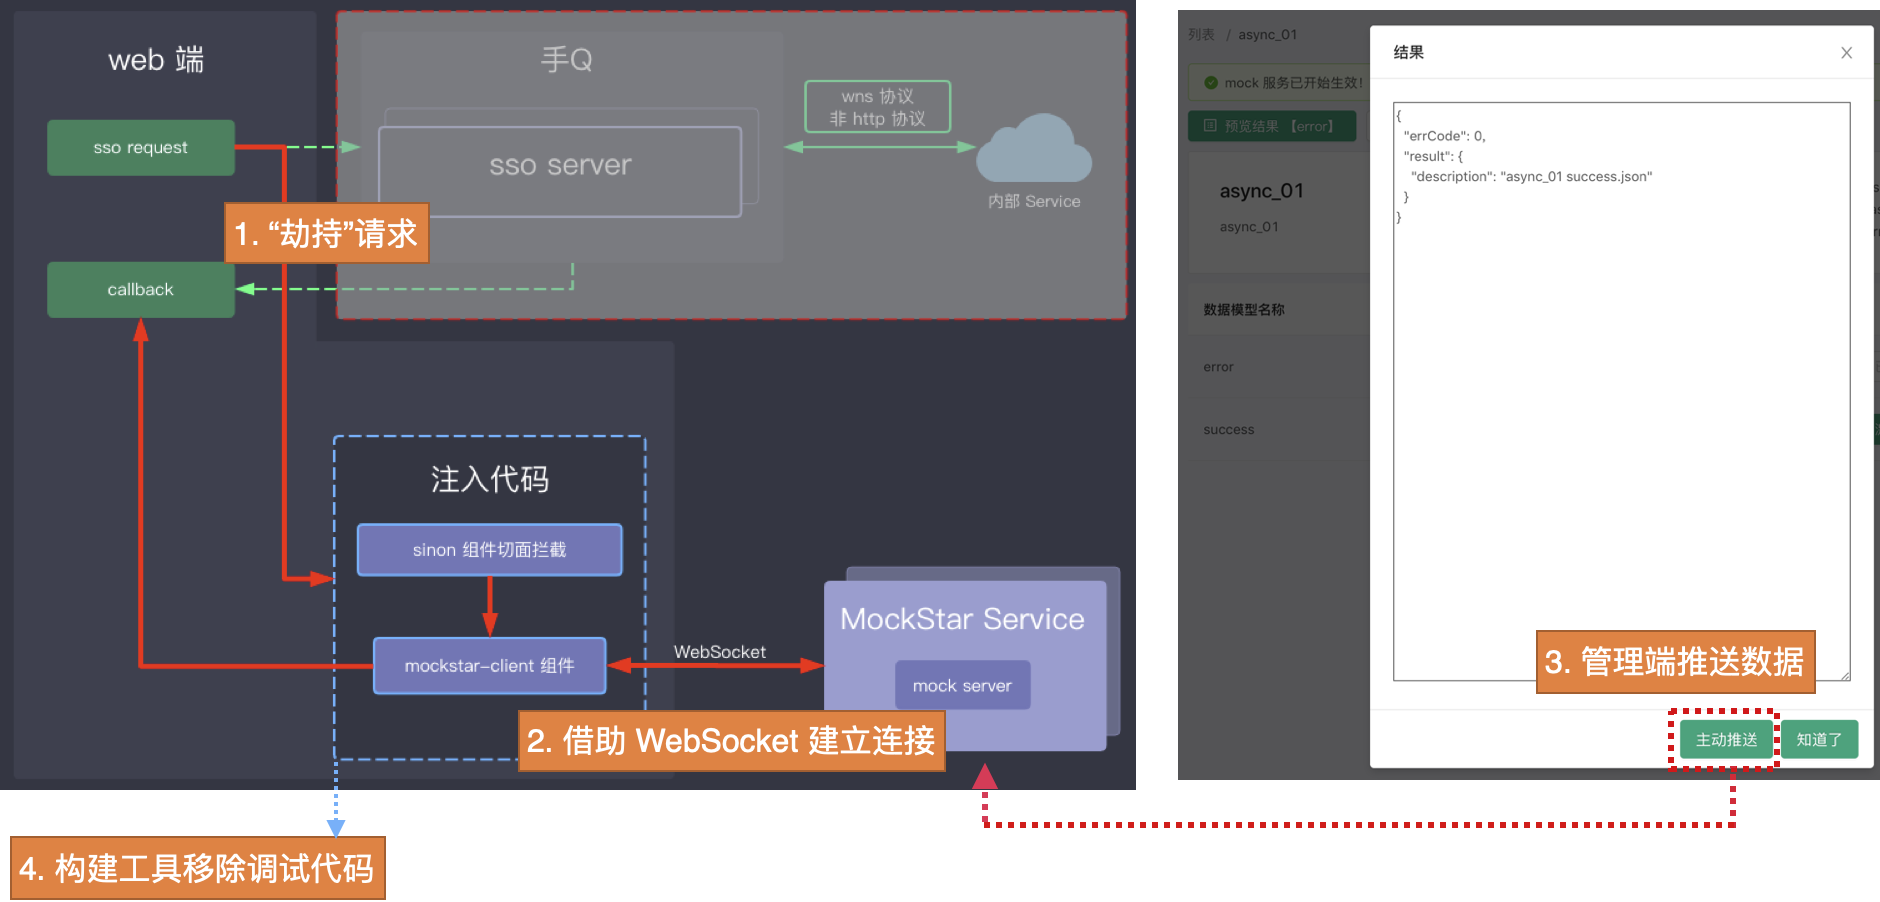 web 端
手Q
sso request
sso server
wns 协议
非 http 协议
内部 Service
1. “劫持”请求
callback
注入代码
sinon 组件切面拦截
mockstar-client 组件
WebSocket
MockStar Service
mock server
2. 借助 WebSocket 建立连接
4. 构建工具移除调试代码
列表 / async_01
mock 服务已开始生效!
预览结果 【error】
async_01
async_01
数据模型名称
error
success
结果
{
"errCode": 0,
"result": {
"description": "async_01 success.json"
}
}
3. 管理端推送数据
主动推送
知道了